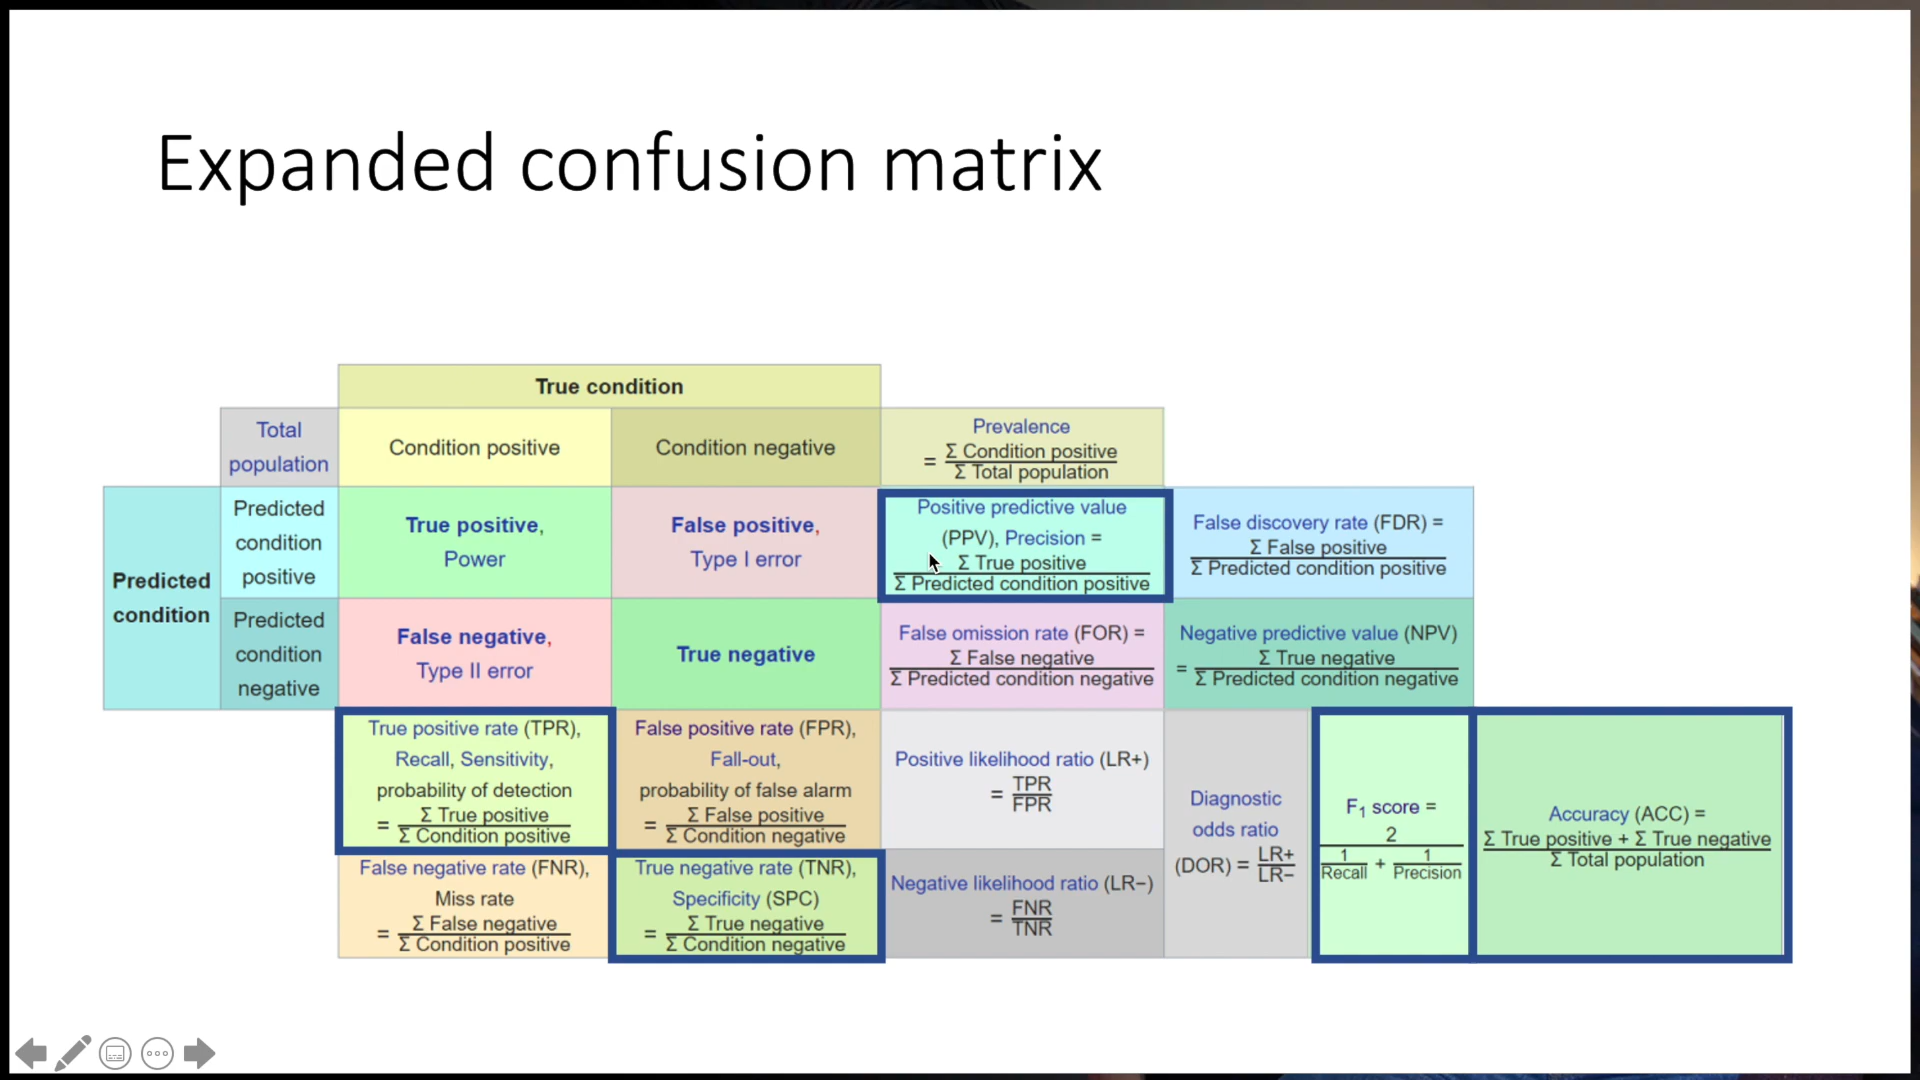 Expanded confusion matrix
True condition
Total
population
Condition positive
Condition negative
Prevalence
= Σ Condition positive
Σ Total population
Predicted
condition
Predicted
condition
positive
True positive,
Power
False positive,
Type I error
Positive predictive value
(PPV), Precision =
Σ True positive
Σ Predicted condition positive
False discovery rate (FDR) =
Σ False positive
Σ Predicted condition positive
Predicted
condition
negative
False negative,
Type II error
True negative
False omission rate (FOR) =
Σ False negative
Σ Predicted condition negative
Negative predictive value (NPV)
= Σ True negative
Σ Predicted condition negative
True positive rate (TPR),
Recall, Sensitivity,
probability of detection
= Σ True positive
Σ Condition positive
False positive rate (FPR),
Fall-out,
probability of false alarm
= Σ False positive
Σ Condition negative
Positive likelihood ratio (LR+)
= TPR
FPR
Diagnostic
odds ratio
(DOR) = LR+
LR−
F1 score =
2
1 + 1
Recall Precision
Accuracy (ACC) =
Σ True positive + Σ True negative
Σ Total population
False negative rate (FNR),
Miss rate
= Σ False negative
Σ Condition positive
True negative rate (TNR),
Specificity (SPC)
= Σ True negative
Σ Condition negative
Negative likelihood ratio (LR−)
= FNR
TNR